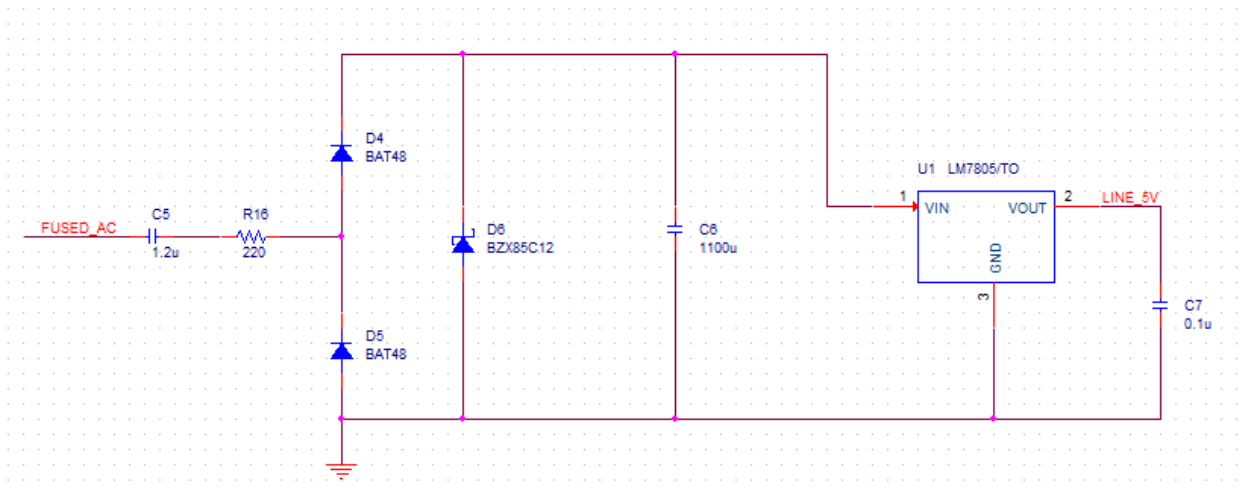 D4
BAT48
U1 LM7805/TO
1
VIN
VOUT
2
LINE_5V
GND
3
FUSED_AC
C5
1.2u
R16
220
D6
BZX85C12
C6
1100u
C7
0.1u
D5
BAT48